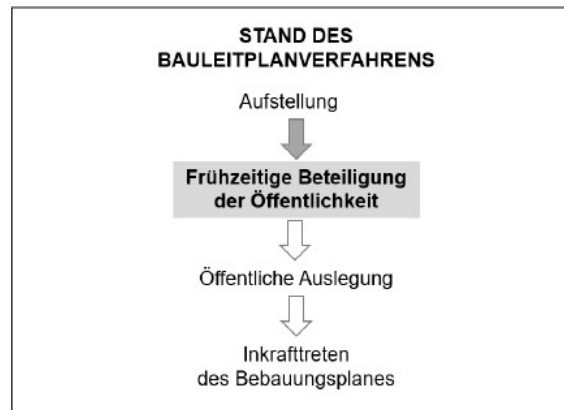 STAND DES
BAULEITPLANVERFAHRENS
Aufstellung
Frühzeitige Beteiligung
der Öffentlichkeit
Öffentliche Auslegung
Inkrafttreten
des Bebauungsplanes